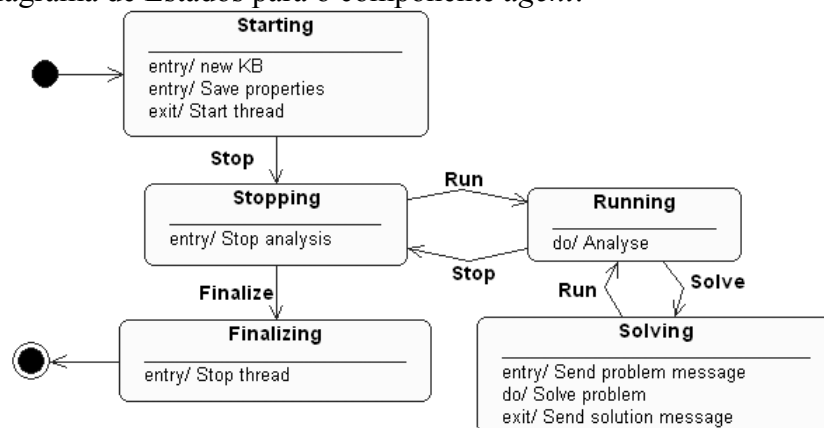 Diagrama de Estados para o componente
Starting
entry/ new KB
entry/ Save properties
exit/ Start thread
Stop
Stopping
entry/ Stop analysis
Run
Running
do/ Analyse
Stop
Finalize
Run
Solve
Finalizing
entry/ Stop thread
Solving
entry/ Send problem message
do/ Solve problem
exit/ Send solution message